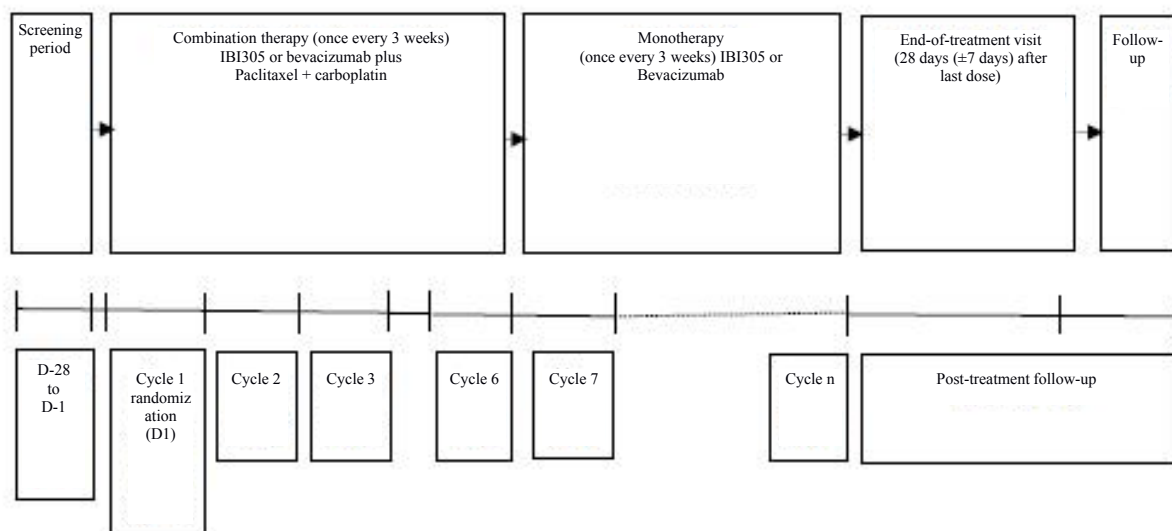 Screening
period
Combination therapy (once every 3 weeks)
IBI305 or bevacizumab plus
Paclitaxel + carboplatin
Monotherapy
(once every 3 weeks) IBI305 or
Bevacizumab
End-of-treatment visit
(28 days (±7 days) after
last dose)
Follow-
up
D-28
to
D-1
Cycle 1
randomiz
ation
(D1)
Cycle 2
Cycle 3
Cycle 6
Cycle 7
Cycle n
Post-treatment follow-up